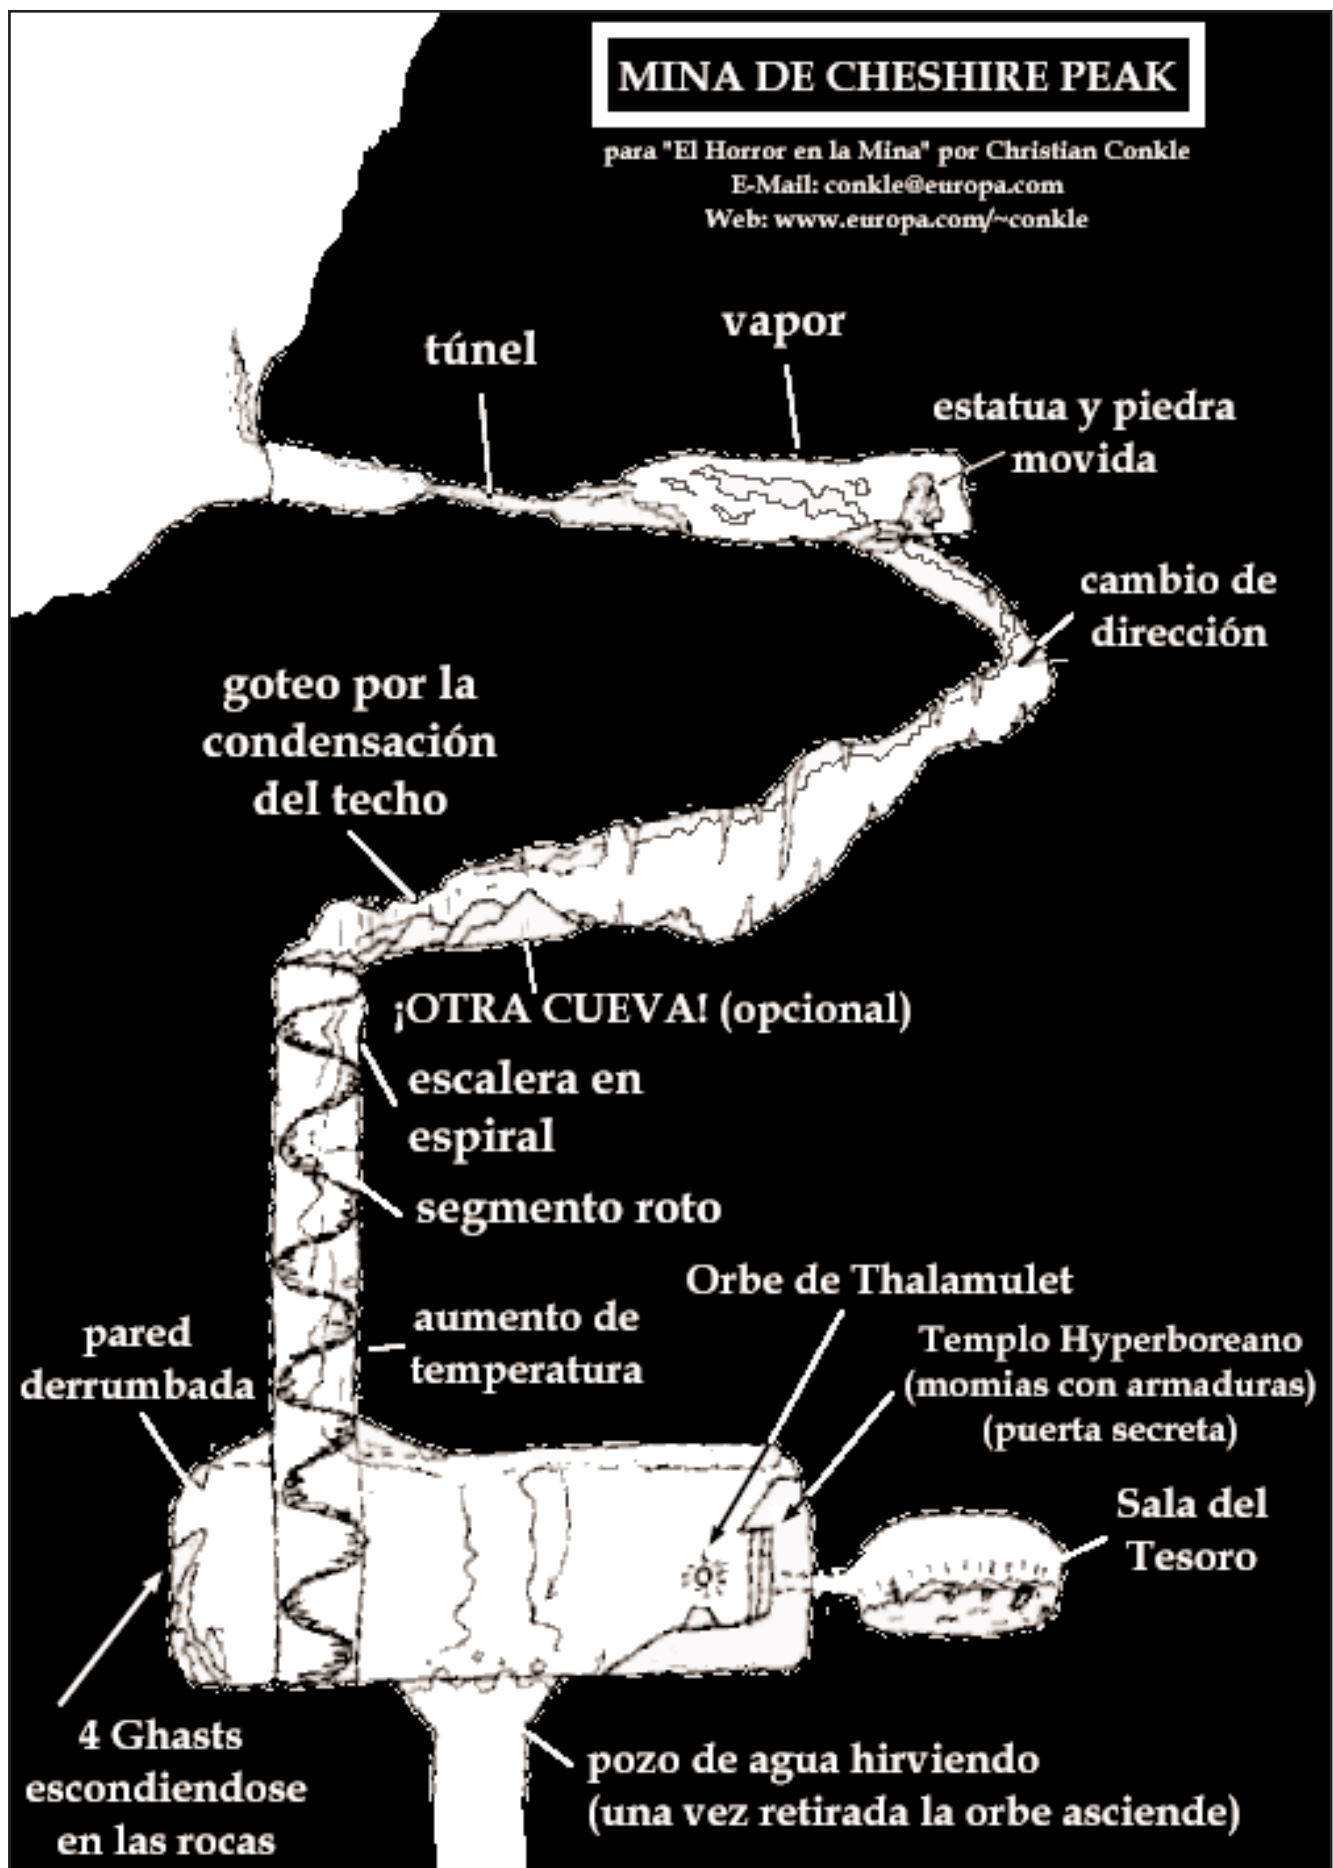 MINA DE CHESHIRE PEAK
para "El Horror en la Mina" por Christian Conkle
E-Mail: conkle@europa.com
Web: www.europa.com/~conkle
vapor
túnel
estatua y piedra
movida
cambio de
dirección
goteo por la
condensación
del techo
¡OTRA CUEVA! (opcional)
escalera en
espiral
segmento roto
Orbe de Thalamulet
aumento de
temperatura
pared
derrumbada
Templo Hyperboreano
(momias con armaduras)
(puerta secreta)
Sala del
Tesoro
4 Ghasts
escondiendose
en las rocas
pozo de agua hirviendo
(una vez retirada la orbe asciende)